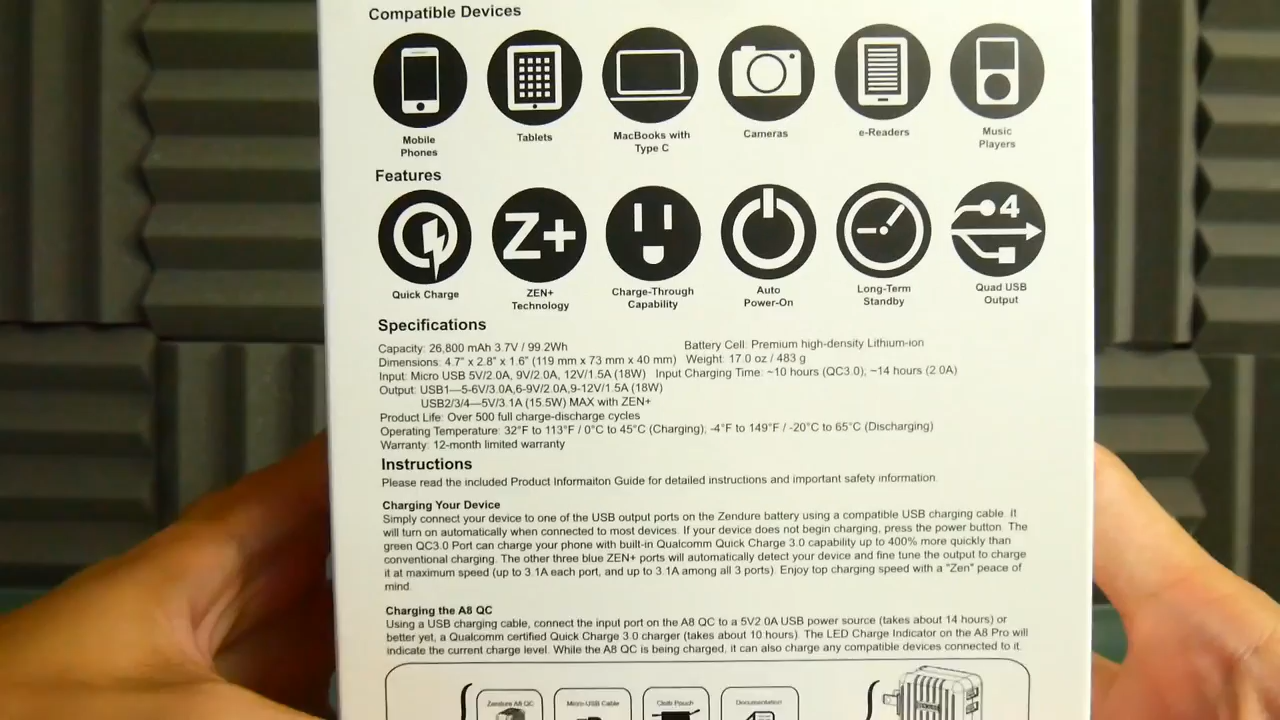 Compatible Devices
Mobile
Phones
Tablets
MacBooks with
Type C
Cameras
e-Readers
Music
Players
Features
Z+
4
Quick Charge
ZEN+
Technology
Charge-Through
Capability
Auto
Power-On
Long-Term
Standby
Quad USB
Output
Specifications
Capacity: 26,800 mAh 3.7V / 99.2Wh Battery Cell: Premium high-density Lithium-ion
Dimensions: 4.7" x 2.8" x 1.6" (119 mm x 73 mm x 40 mm) Weight: 17.0 oz / 483 g
Input: Micro USB 5V/2.0A, 9V/2.0A, 12V/1.5A (18W) Input Charging Time: ~10 hours (QC3.0); ~14 hours (2.0A)
Output: USB1—5-6V/3.0A,6-9V/2.0A,9-12V/1.5A (18W)
USB2/3/4—5V/3.1A (15.5W) MAX with ZEN+
Product Life: Over 500 full charge-discharge cycles
Operating Temperature: 32°F to 113°F / 0°C to 45°C (Charging); -4°F to 149°F / -20°C to 65°C (Discharging)
Warranty: 12-month limited warranty
Instructions
Please read the included Product Informaiton Guide for detailed instructions and important safety information.
Charging Your Device
Simply connect your device to one of the USB output ports on the Zendure battery using a compatible USB charging cable. It
will turn on automatically when connected to most devices. If your device does not begin charging, press the power button. The
green QC3.0 Port can charge your phone with built-in Qualcomm Quick Charge 3.0 capability up to 400% more quickly than
conventional charging. The other three blue ZEN+ ports will automatically detect your device and fine tune the output to charge
it at maximum speed (up to 3.1A each port, and up to 3.1A among all 3 ports). Enjoy top charging speed with a "Zen" peace of
mind.
Charging the A8 QC
Using a USB charging cable, connect the input port on the A8 QC to a 5V2.0A USB power source (takes about 14 hours) or
better yet, a Qualcomm certified Quick Charge 3.0 charger (takes about 10 hours). The LED Charge Indicator on the A8 Pro will
indicate the current charge level. While the A8 QC is being charged, it can also charge any compatible devices connected to it.
Zendure A8 QC
Micro-USB Cable
Cloth Pouch
Documentation